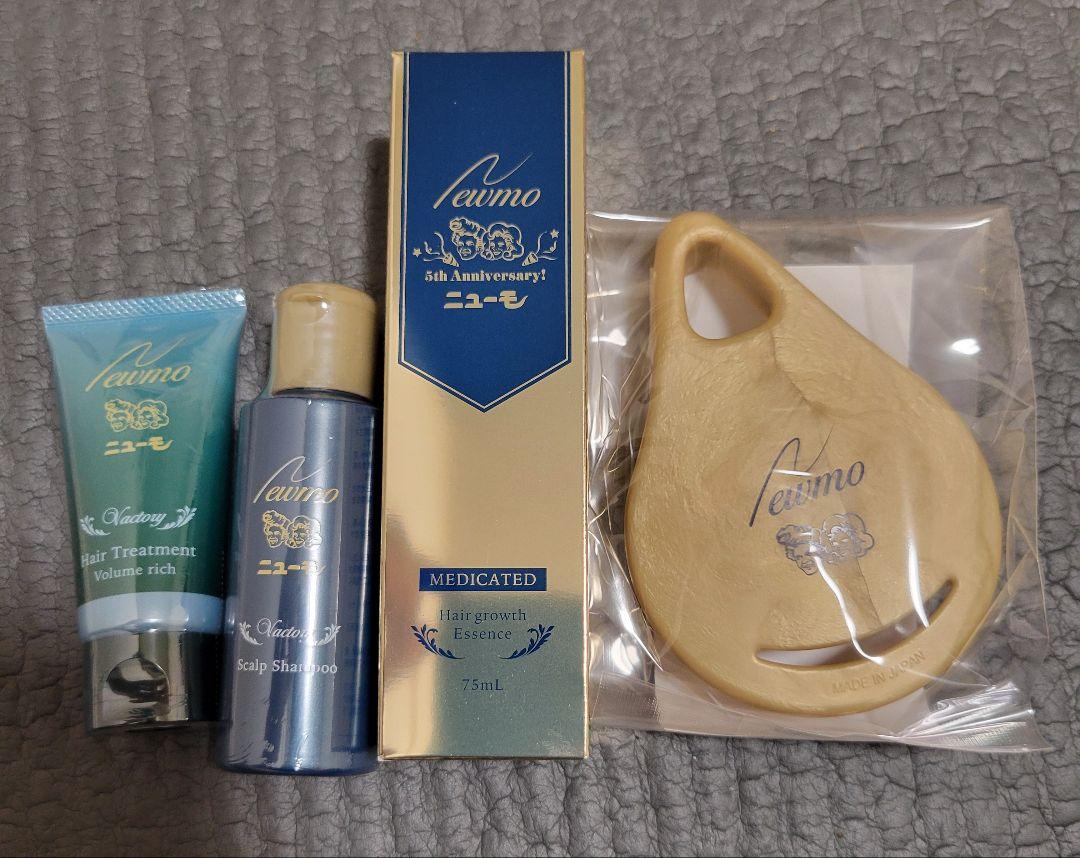 Newmo
ニューモ
Vactory
Hair Treatment
Volume rich
Newmo
ニューモ
Vactory
Scalp Shampoo
Newmo
5th Anniversary!
ニューモ
MEDICATED
Hair growth
Essence
75mL
Newmo
MADE IN JAPAN